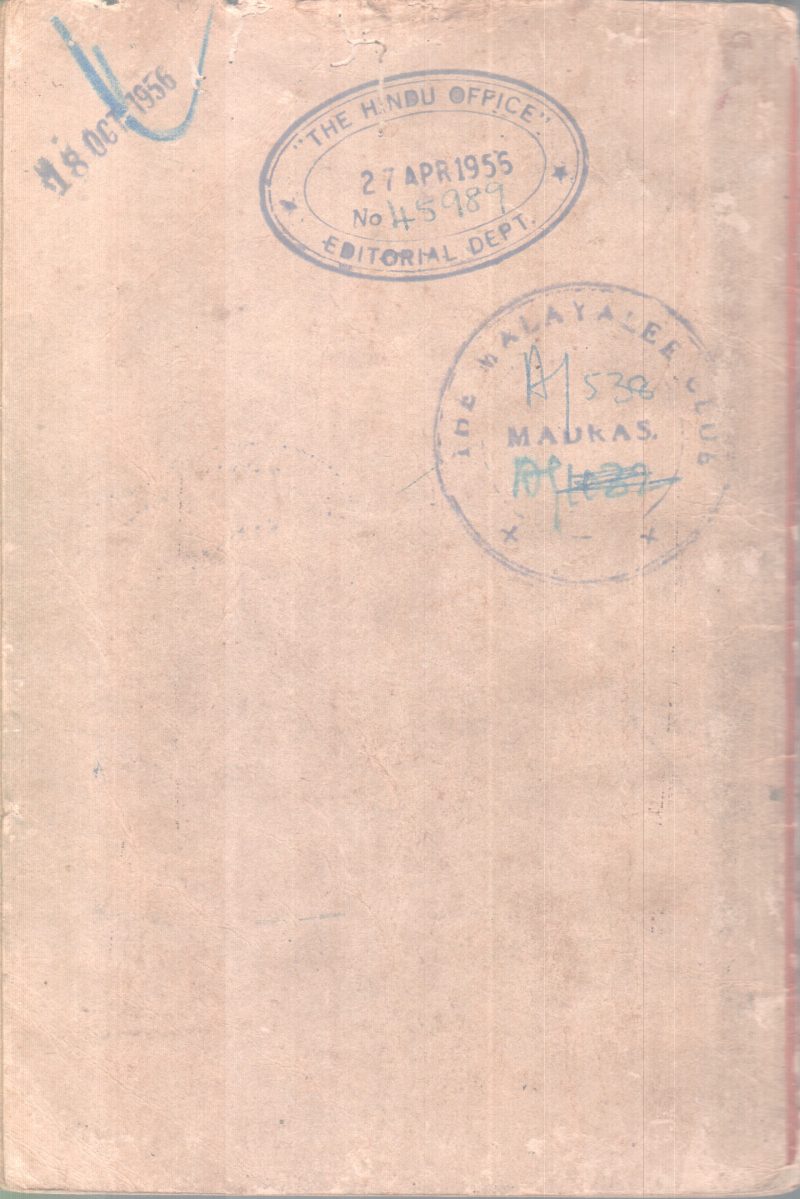 18 OCT 1956
"THE HINDU OFFICE"
27 APR 1955
No 45989
EDITORIAL DEPT.
THE MALAYALEE CLUB
A/538
MADRAS.